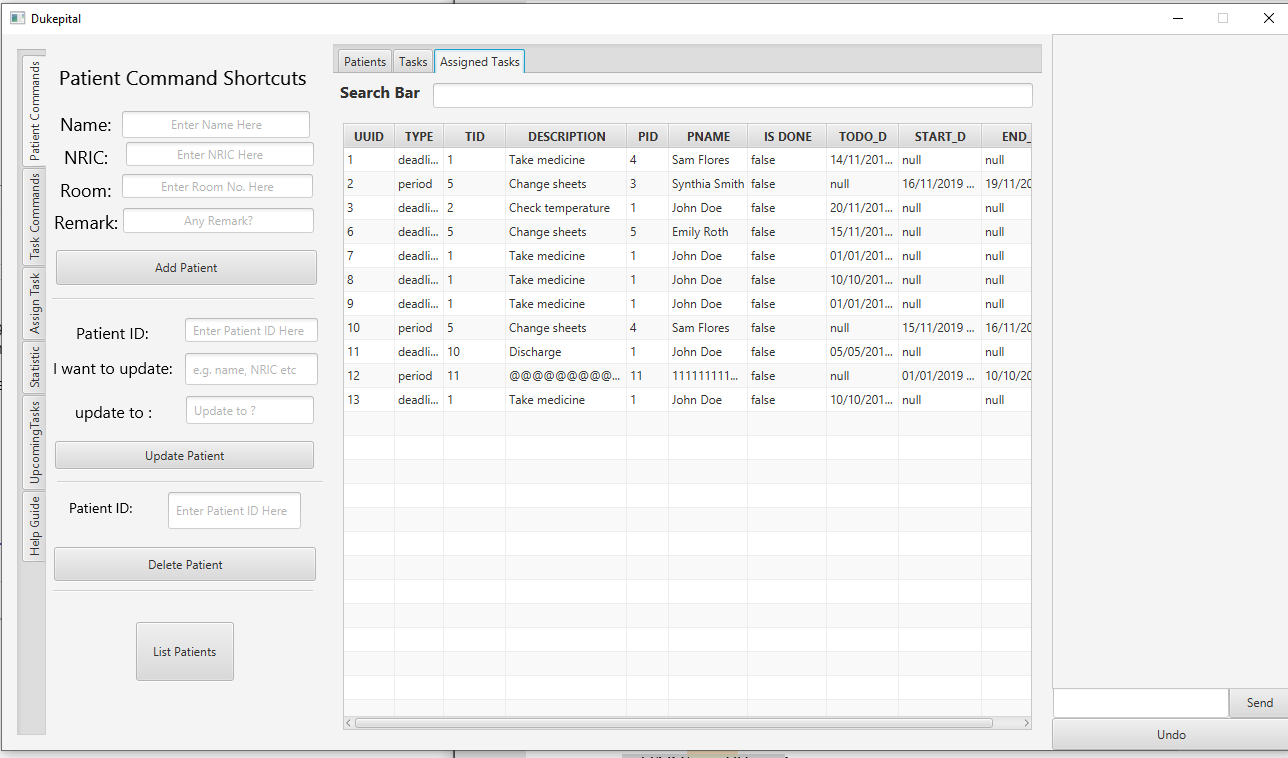 Dukepital
Patient Commands
Task Commands
Assign Task
Statistic
UpcomingTasks
Help Guide
Patient Command Shortcuts
Name: Enter Name Here
NRIC: Enter NRIC Here
Room: Enter Room No. Here
Remark: Any Remark?
Add Patient
Patient ID: Enter Patient ID Here
I want to update: e.g. name, NRIC etc
update to : Update to ?
Update Patient
Patient ID: Enter Patient ID Here
Delete Patient
List Patients
Patients Tasks Assigned Tasks
Search Bar
UUID TYPE TID DESCRIPTION PID PNAME IS DONE TODO_D START_D END_
1 deadli... 1 Take medicine 4 Sam Flores false 14/11/201... null null
2 period 5 Change sheets 3 Synthia Smith false null 16/11/2019 ... 19/11/20
3 deadli... 2 Check temperature 1 John Doe false 20/11/201... null null
6 deadli... 5 Change sheets 5 Emily Roth false 15/11/201... null null
7 deadli... 1 Take medicine 1 John Doe false 01/01/201... null null
8 deadli... 1 Take medicine 1 John Doe false 10/10/201... null null
9 deadli... 1 Take medicine 1 John Doe false 01/01/201... null null
10 period 5 Change sheets 4 Sam Flores false null 15/11/2019 ... 16/11/20
11 deadli... 10 Discharge 1 John Doe false 05/05/201... null null
12 period 11 @@@@@@@@@... 11 111111111... false null 01/01/2019 ... 10/10/20
13 deadli... 1 Take medicine 1 John Doe false 10/10/201... null null
Send
Undo